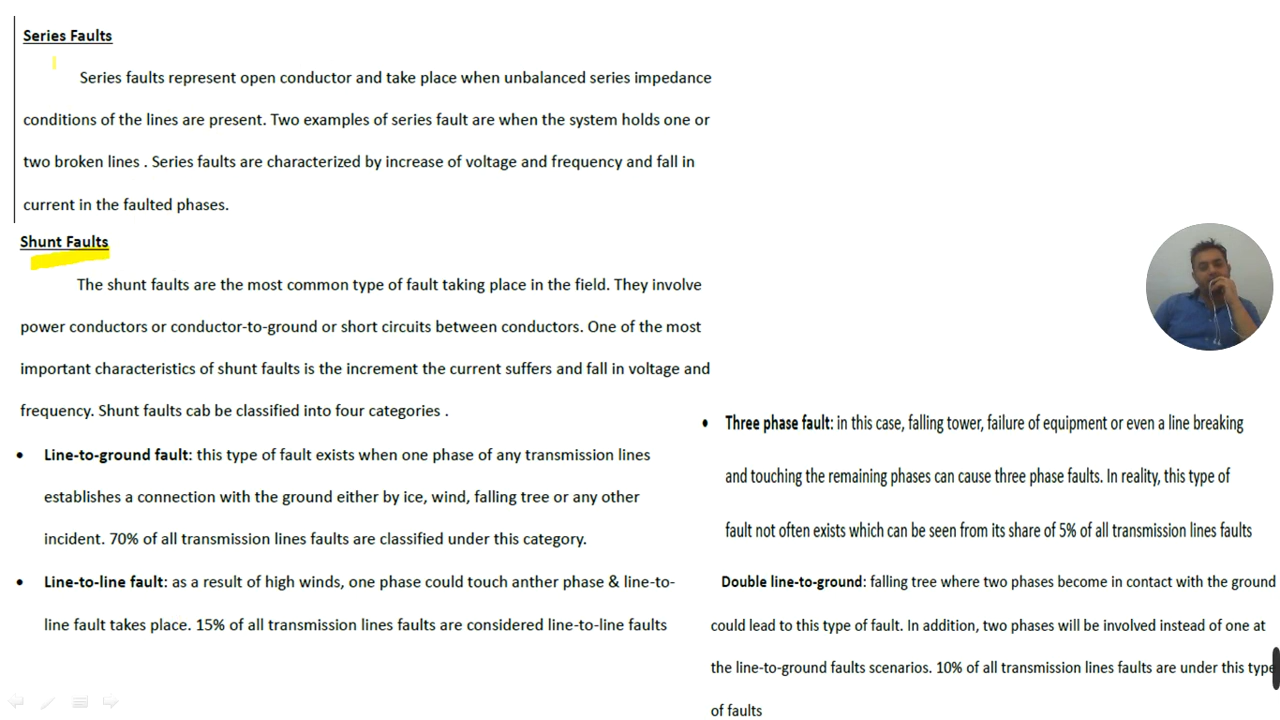 Series Faults
Series faults represent open conductor and take place when unbalanced series impedance
conditions of the lines are present. Two examples of series fault are when the system holds one or
two broken lines . Series faults are characterized by increase of voltage and frequency and fall in
current in the faulted phases.
Shunt Faults
The shunt faults are the most common type of fault taking place in the field. They involve
power conductors or conductor-to-ground or short circuits between conductors. One of the most
important characteristics of shunt faults is the increment the current suffers and fall in voltage and
frequency. Shunt faults cab be classified into four categories .
• Line-to-ground fault: this type of fault exists when one phase of any transmission lines
establishes a connection with the ground either by ice, wind, falling tree or any other
incident. 70% of all transmission lines faults are classified under this category.
• Line-to-line fault: as a result of high winds, one phase could touch anther phase & line-to-
line fault takes place. 15% of all transmission lines faults are considered line-to-line faults
• Three phase fault: in this case, falling tower, failure of equipment or even a line breaking
and touching the remaining phases can cause three phase faults. In reality, this type of
fault not often exists which can be seen from its share of 5% of all transmission lines faults
Double line-to-ground: falling tree where two phases become in contact with the ground
could lead to this type of fault. In addition, two phases will be involved instead of one at
the line-to-ground faults scenarios. 10% of all transmission lines faults are under this type
of faults